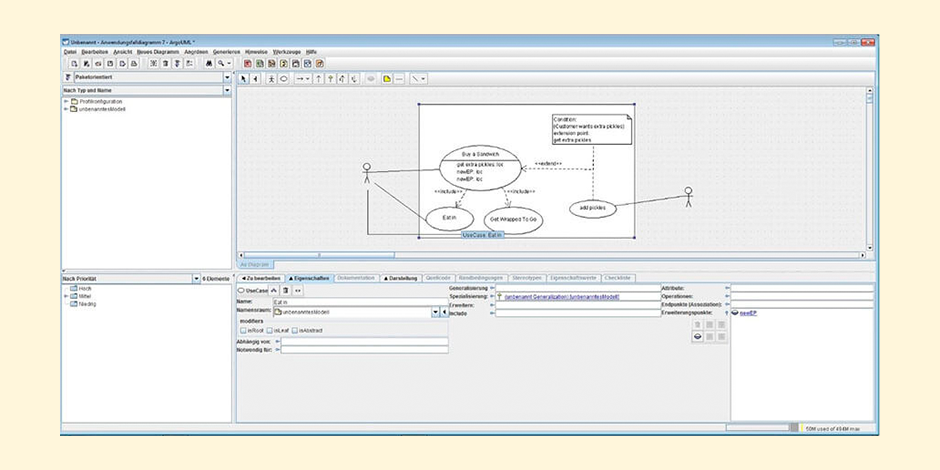 Unbenannt - Anwendungsfalldiagramm 7 - ArgoUML *
Datei Bearbeiten Ansicht Neues Diagramm Anordnen Generieren Hinweise Werkzeuge Hilfe
Paketorientiert
Nach Typ und Name
Profilkonfiguration
unbenanntesModell
Condition:
{Customer wants extra pickles}
extension point:
get extra pickles
Buy a Sandwich
get extra pickles: loc
newEP: loc
newEP: loc
<<extend>>
<<include>>
<<include>>
Eat in
Get Wrapped To Go
add pickles
UseCase: Eat in
As Diagram
Nach Priorität
6 Elemente
Hoch
Mittel
Niedrig
Zu bearbeiten
Eigenschaften
Dokumentation
Darstellung
Quellcode
Randbedingungen
Stereotypen
Eigenschaftswerte
Checkliste
UseCase
Name:
Eat in
Namensraum:
unbenanntesModell
modifiers
isRoot
isLeaf
isAbstract
Abhängig von:
Notwendig für:
Generalisierung
Spezialisierung:
(unbenannt Generalization) [unbenanntesModell]
Erweitern:
Include
Attribute:
Operationen:
Endpunkte (Assoziation):
Erweiterungspunkte:
newEP
50M used of 494M max